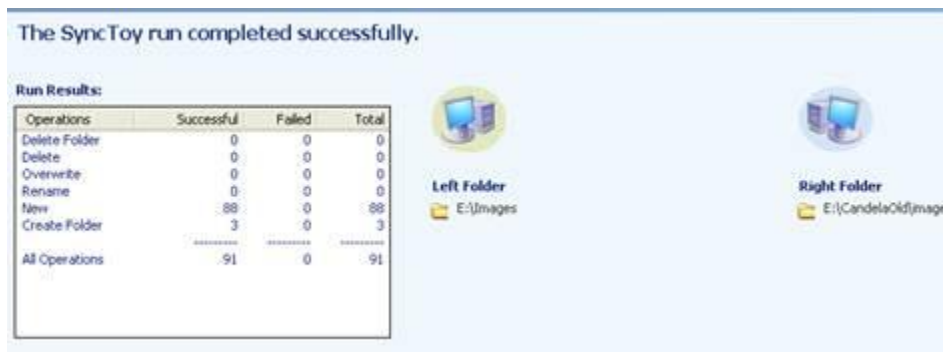 The SyncToy run completed successfully.
Run Results:
Operations Successful Failed Total
Delete Folder 0 0 0
Delete 0 0 0
Overwrite 0 0 0
Rename 0 0 0
New 88 0 88
Create Folder 3 0 3
---------- --------- ----------
All Operations 91 0 91
Left Folder
E:\Images
Right Folder
E:\CandelaOld\image